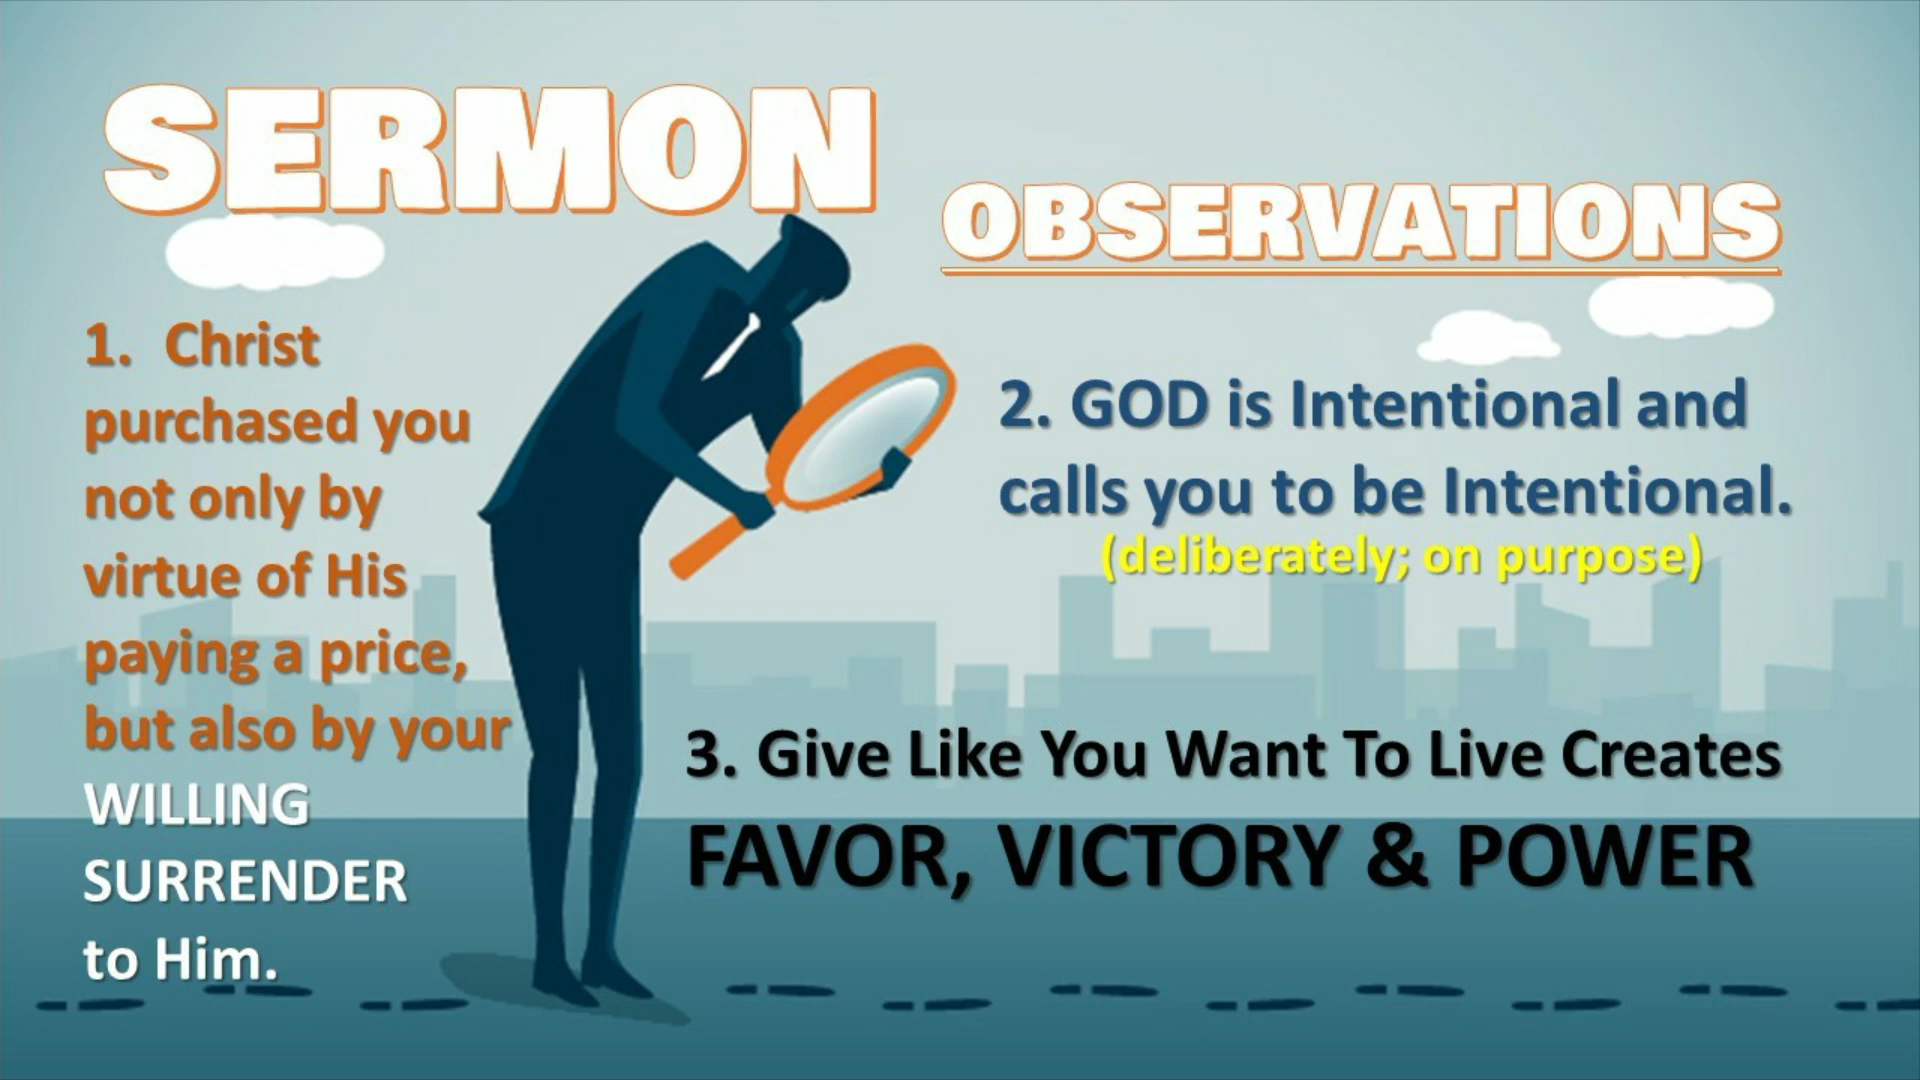 SERMON
OBSERVATIONS
1. Christ
purchased you
not only by
virtue of His
paying a price,
but also by your
WILLING
SURRENDER
to Him.
2. GOD is Intentional and
calls you to be Intentional.
(deliberately; on purpose)
3. Give Like You Want To Live Creates
FAVOR, VICTORY & POWER